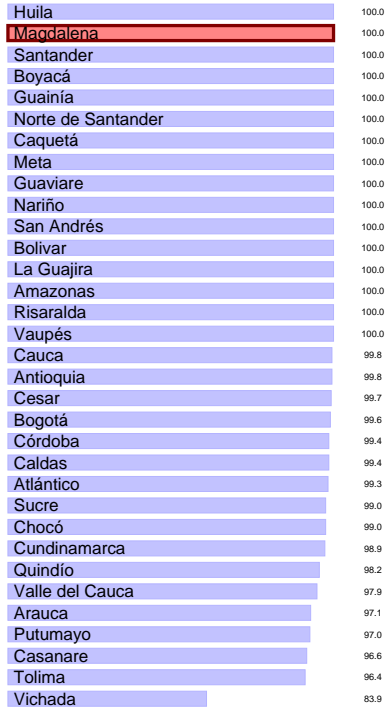 Huila 100.0
Magdalena 100.0
Santander 100.0
Boyacá 100.0
Guainía 100.0
Norte de Santander 100.0
Caquetá 100.0
Meta 100.0
Guaviare 100.0
Nariño 100.0
San Andrés 100.0
Bolivar 100.0
La Guajira 100.0
Amazonas 100.0
Risaralda 100.0
Vaupés 100.0
Cauca 99.8
Antioquia 99.8
Cesar 99.7
Bogotá 99.6
Córdoba 99.4
Caldas 99.4
Atlántico 99.3
Sucre 99.0
Chocó 99.0
Cundinamarca 98.9
Quindío 98.2
Valle del Cauca 97.9
Arauca 97.1
Putumayo 97.0
Casanare 96.6
Tolima 96.4
Vichada 83.9